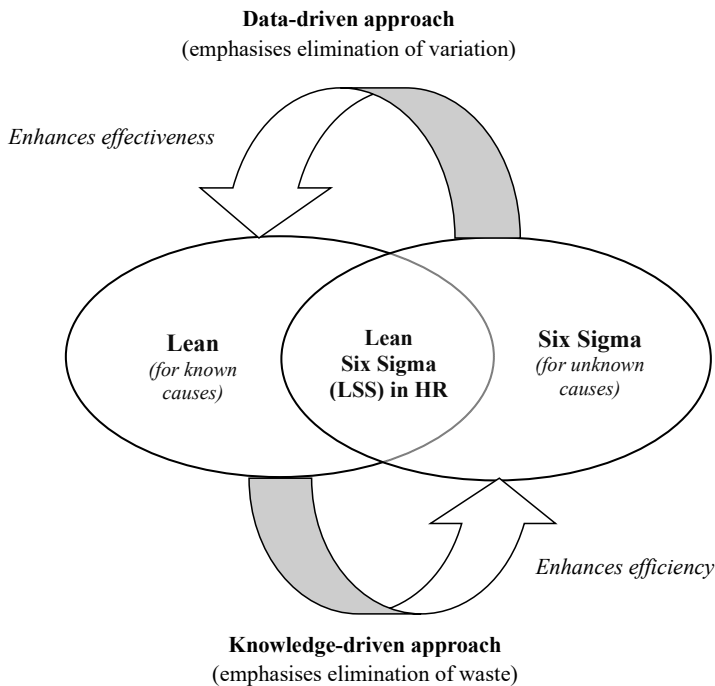 Data-driven approach
(emphasises elimination of variation)
Enhances effectiveness
Lean
(for known
causes)
Lean
Six Sigma
(LSS) in HR
Six Sigma
(for unknown
causes)
Enhances efficiency
Knowledge-driven approach
(emphasises elimination of waste)